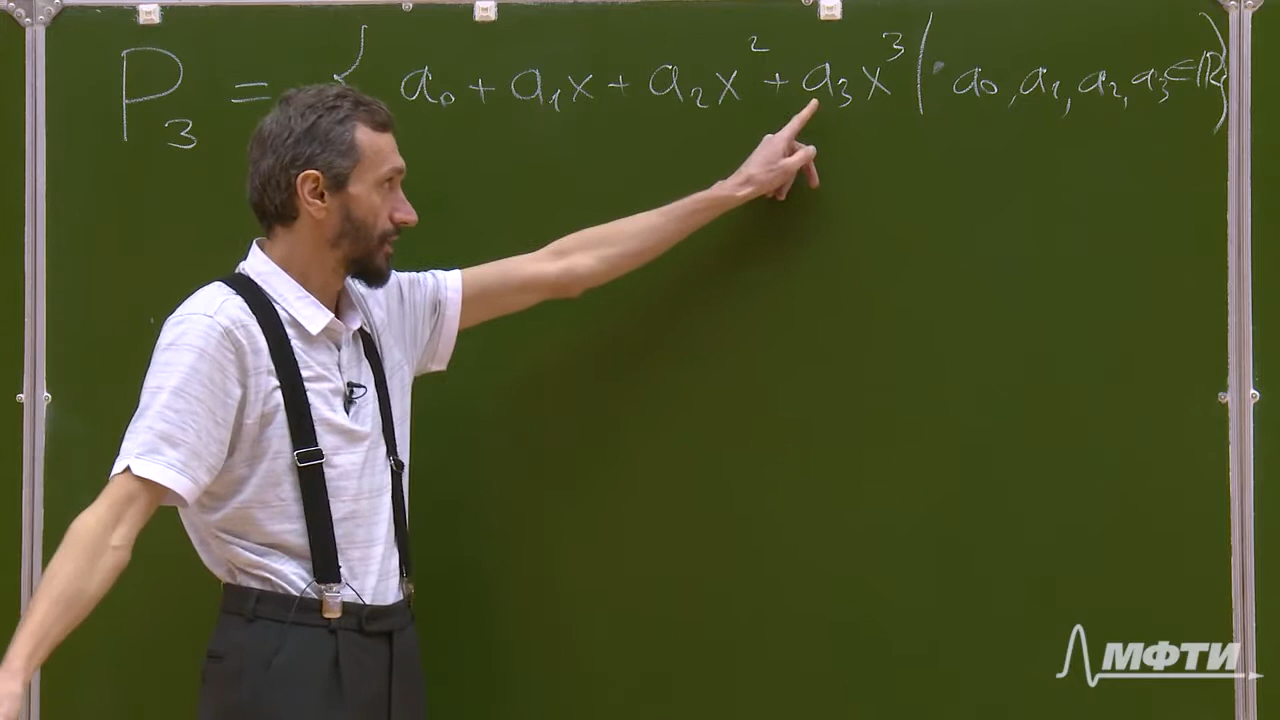 P₃ = { a₀ + a₁x + a₂x² + a₃x³ | a₀, a₁, a₂, a₃ ∈ ℝ }
МФТИ